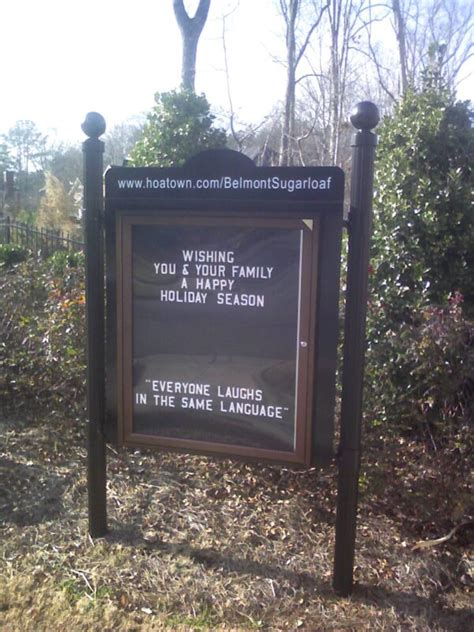 www.hoatown.com/BelmontSugarloaf
WISHING
YOU & YOUR FAMILY
A HAPPY
HOLIDAY SEASON
"EVERYONE LAUGHS
IN THE SAME LANGUAGE"